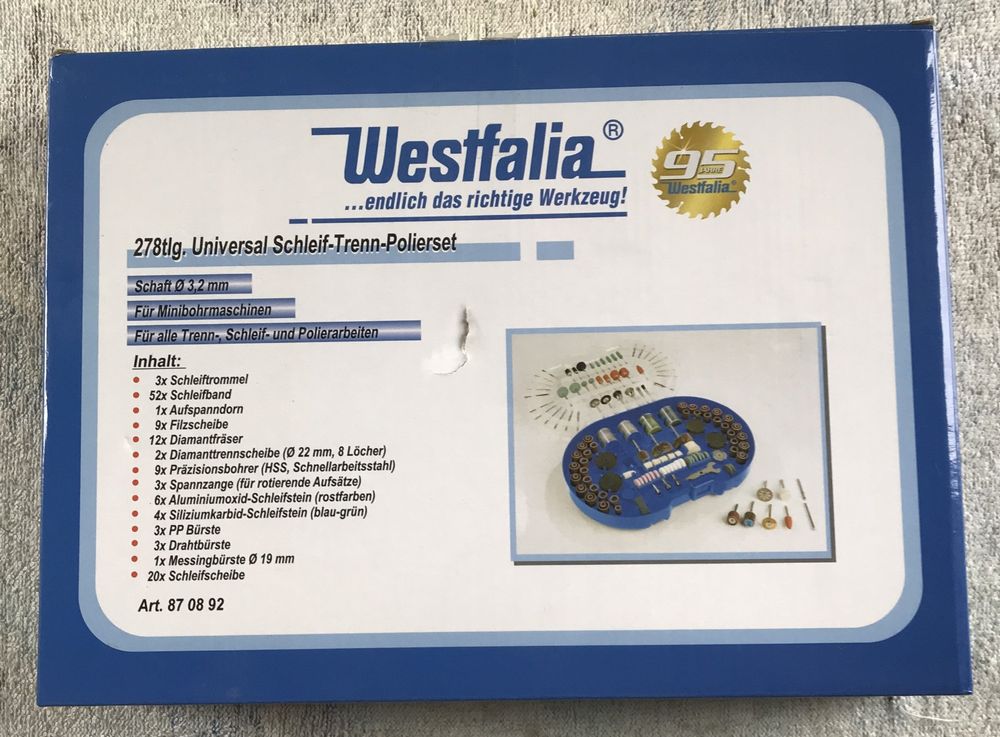 Westfalia®
...endlich das richtige Werkzeug!
95
JAHRE
Westfalia®
278tlg. Universal Schleif-Trenn-Polierset
Schaft Ø 3,2 mm
Für Minibohrmaschinen
Für alle Trenn-, Schleif- und Polierarbeiten
Inhalt:
3x Schleiftrommel
52x Schleifband
1x Aufspanndorn
9x Filzscheibe
12x Diamantfräser
2x Diamanttrennscheibe (Ø 22 mm, 8 Löcher)
9x Präzisionsbohrer (HSS, Schnellarbeitsstahl)
3x Spannzange (für rotierende Aufsätze)
6x Aluminiumoxid-Schleifstein (rostfarben)
4x Siliziumkarbid-Schleifstein (blau-grün)
3x PP Bürste
3x Drahtbürste
1x Messingbürste Ø 19 mm
20x Schleifscheibe
Art. 87 08 92